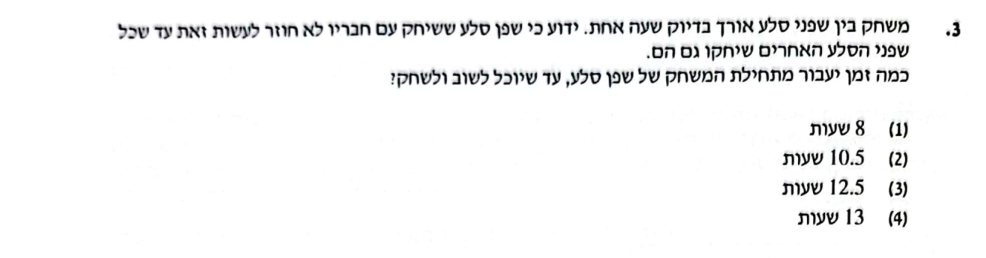 3. משחק בין שפני סלע אורך בדיוק שעה אחת. ידוע כי שפן סלע ששיחק עם חבריו לא חוזר לעשות זאת עד שכל
שפני הסלע האחרים שיחקו גם הם.
כמה זמן יעבור מתחילת המשחק של שפן סלע, עד שיוכל לשוב ולשחק?
(1) 8 שעות
(2) 10.5 שעות
(3) 12.5 שעות
(4) 13 שעות